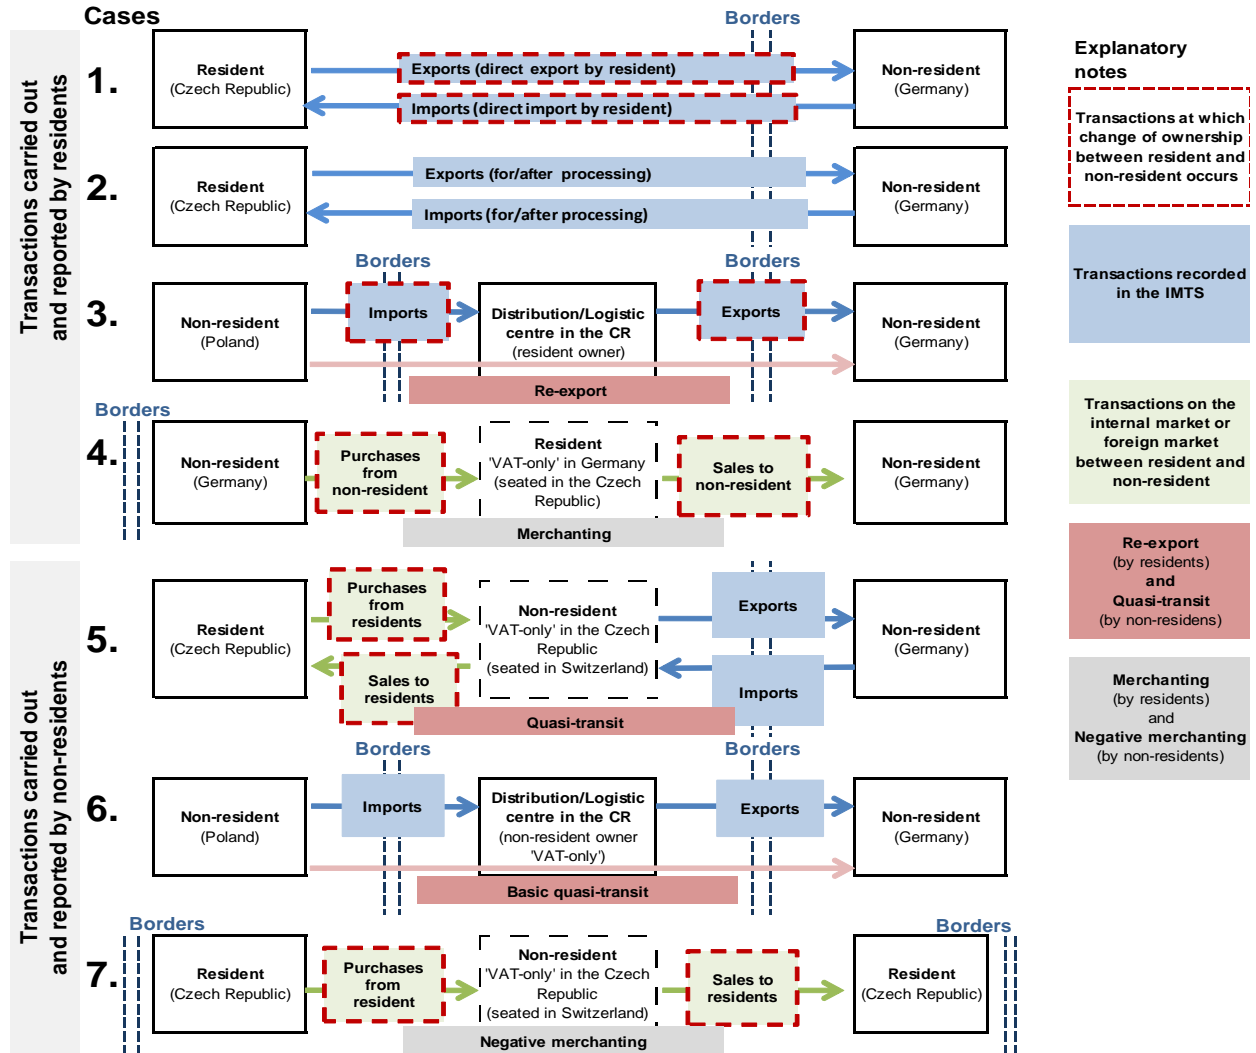 Cases
Borders
Transactions carried out
and reported by residents
1.
Resident
(Czech Republic)
Exports (direct export by resident)
Imports (direct import by resident)
Non-resident
(Germany)
2.
Resident
(Czech Republic)
Exports (for/after processing)
Imports (for/after processing)
Non-resident
(Germany)
Borders
Borders
3.
Non-resident
(Poland)
Imports
Distribution/Logistic
centre in the CR
(resident owner)
Exports
Non-resident
(Germany)
Re-export
Borders
4.
Non-resident
(Germany)
Purchases
from
non-resident
Resident
'VAT-only' in Germany
(seated in the Czech
Republic)
Sales to
non-resident
Non-resident
(Germany)
Merchanting
Transactions carried out
and reported by non-residents
5.
Resident
(Czech Republic)
Purchases
from
residents
Sales to
residents
Non-resident
'VAT-only' in the Czech
Republic
(seated in Switzerland)
Exports
Imports
Non-resident
(Germany)
Quasi-transit
Borders
Borders
6.
Non-resident
(Poland)
Imports
Distribution/Logistic
centre in the CR
(non-resident owner
'VAT-only')
Exports
Non-resident
(Germany)
Basic quasi-transit
Borders
Borders
7.
Resident
(Czech Republic)
Purchases
from
resident
Non-resident
'VAT-only' in the Czech
Republic
(seated in Switzerland)
Sales to
residents
Resident
(Czech Republic)
Negative merchanting
Explanatory
notes
Transactions at which
change of ownership
between resident and
non-resident occurs
Transactions recorded
in the IMTS
Transactions on the
internal market or
foreign market
between resident and
non-resident
Re-export
(by residents)
and
Quasi-transit
(by non-residens)
Merchanting
(by residents)
and
Negative merchanting
(by non-residents)